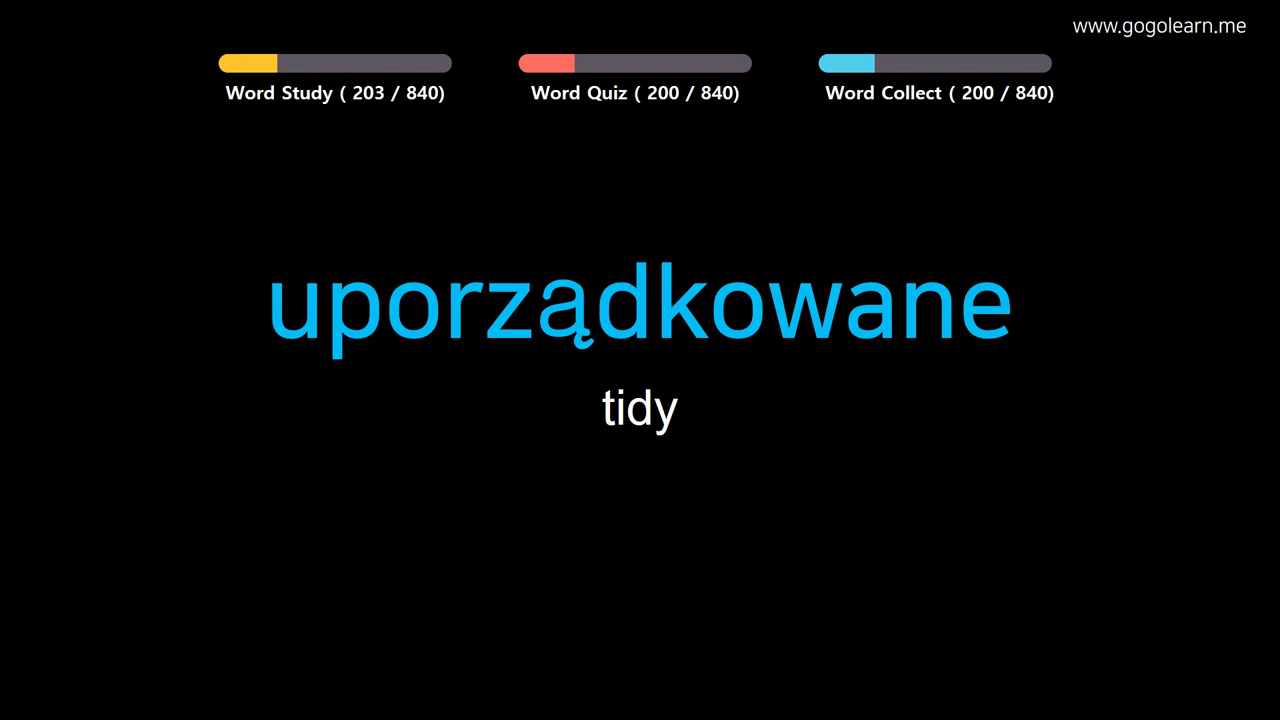 www.gogolearn.me
Word Study ( 203 / 840)
Word Quiz ( 200 / 840)
Word Collect ( 200 / 840)
uporządkowane
tidy